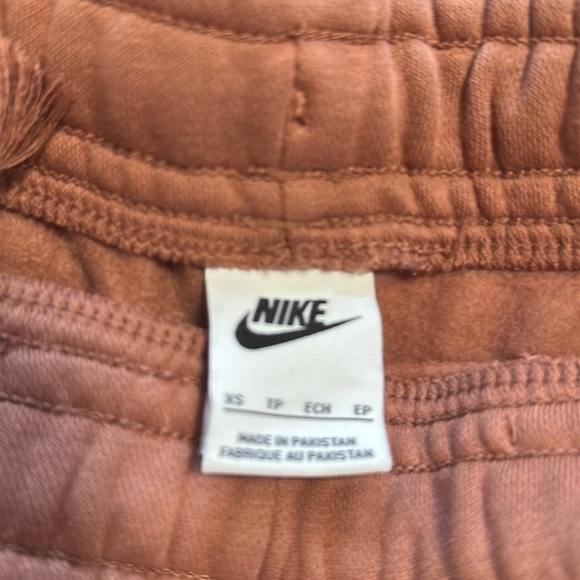 NIKE
XS TP ECH EP
MADE IN PAKISTAN
FABRIQUE AU PAKISTAN